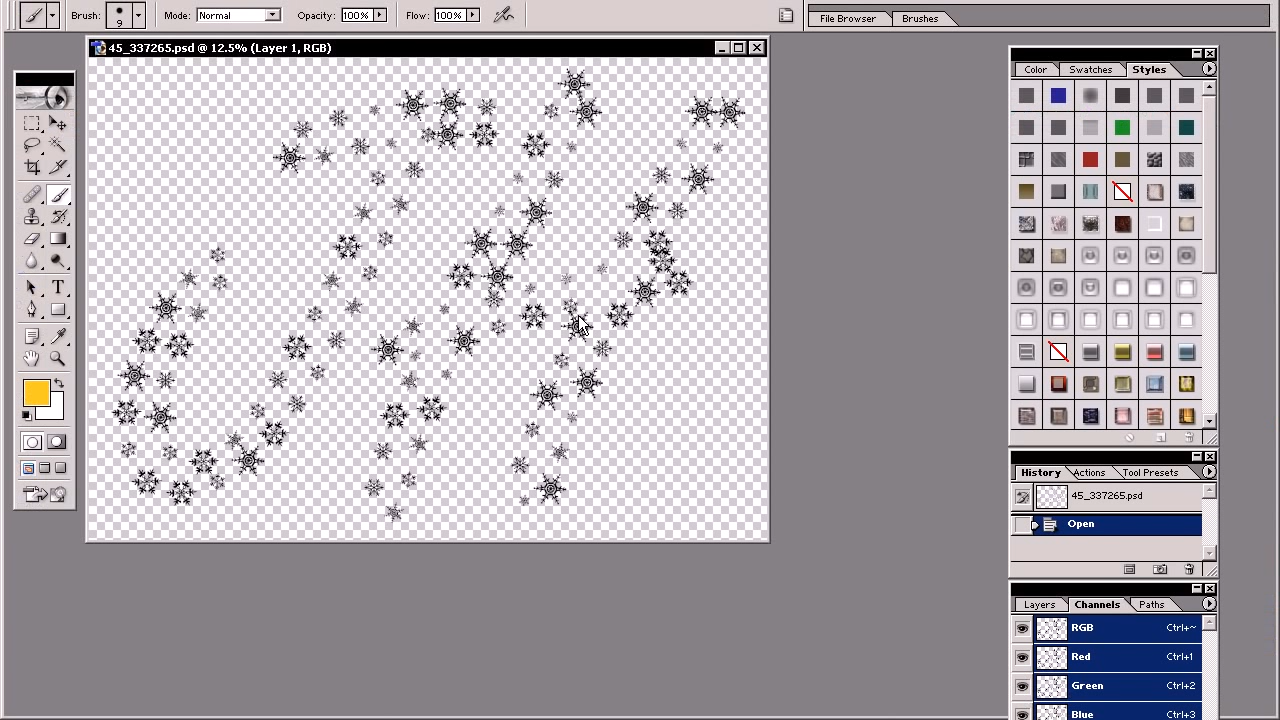 Brush: 9 Mode: Normal Opacity: 100% Flow: 100% File Browser Brushes
45_337265.psd @ 12.5% (Layer 1, RGB)
Color Swatches Styles
T
History Actions Tool Presets
45_337265.psd
Open
Layers Channels Paths
RGB Ctrl+~
Red Ctrl+1
Green Ctrl+2
Blue Ctrl+3